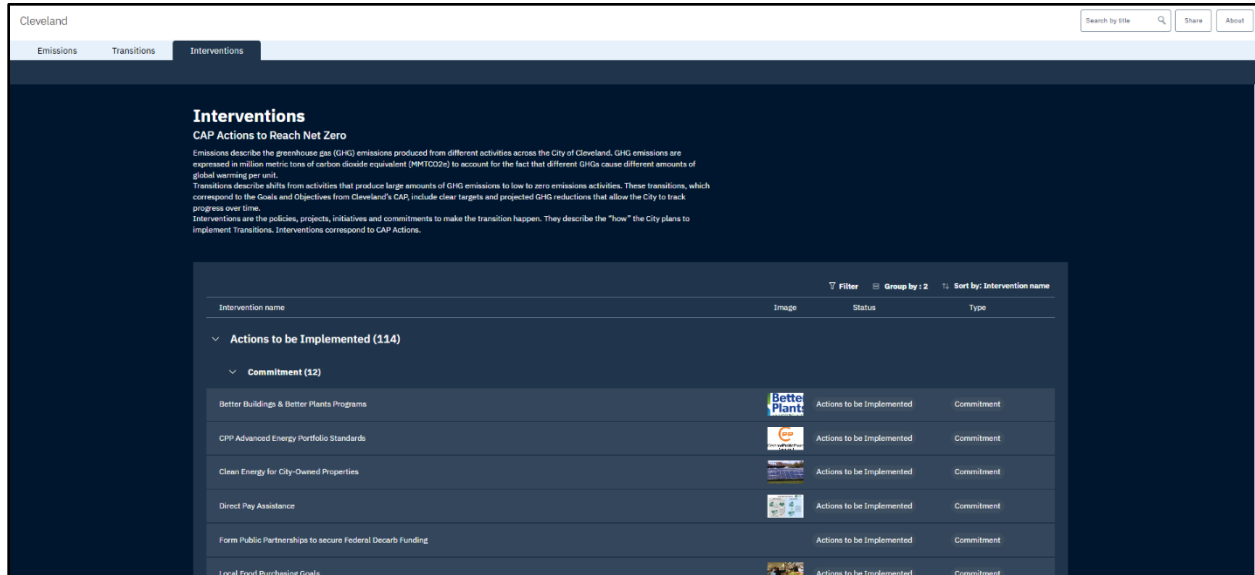 Cleveland
Search by title
Share
About
Emissions
Transitions
Interventions
Interventions
CAP Actions to Reach Net Zero
Emissions describe the greenhouse gas (GHG) emissions produced from different activities across the City of Cleveland. GHG emissions are
expressed in million metric tons of carbon dioxide equivalent (MMTCO2e) to account for the fact that different GHGs cause different amounts of
global warming per unit.
Transitions describe shifts from activities that produce large amounts of GHG emissions to low to zero emissions activities. These transitions, which
correspond to the Goals and Objectives from Cleveland's CAP, include clear targets and projected GHG reductions that allow the City to track
progress over time.
Interventions are the policies, projects, initiatives and commitments to make the transition happen. They describe the "how" the City plans to
implement Transitions. Interventions correspond to CAP Actions.
Filter
Group by : 2
Sort by: Intervention name
Intervention name
Image
Status
Type
Actions to be Implemented (114)
Commitment (12)
Better Buildings & Better Plants Programs
Better
Plants
Actions to be Implemented
Commitment
CPP Advanced Energy Portfolio Standards
CPP
Actions to be Implemented
Commitment
Clean Energy for City-Owned Properties
Actions to be Implemented
Commitment
Direct Pay Assistance
Actions to be Implemented
Commitment
Form Public Partnerships to secure Federal Decarb Funding
Actions to be Implemented
Commitment
Local Food Purchasing Goals
Actions to be Implemented
Commitment